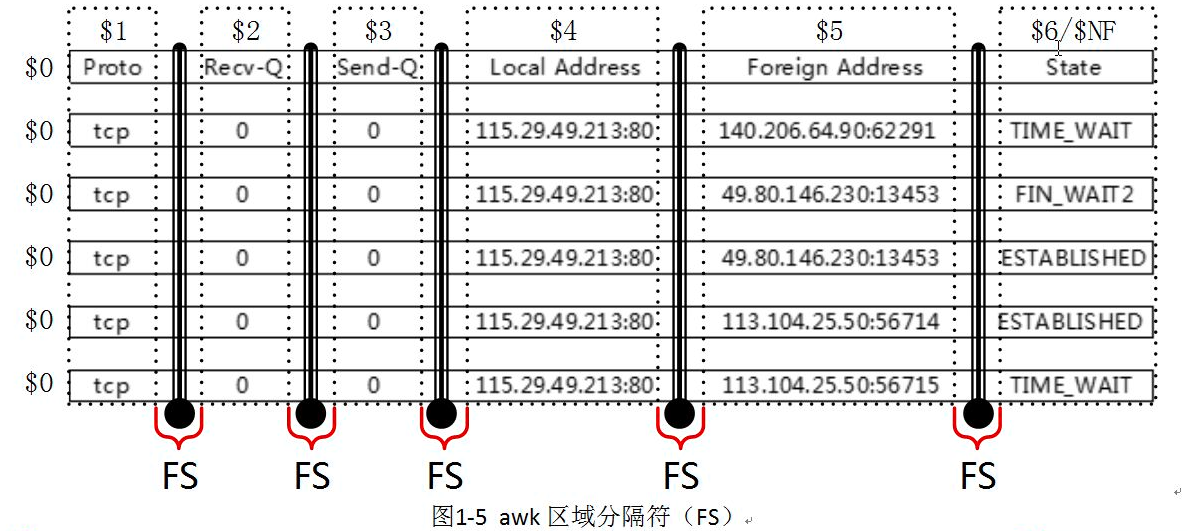 $1 $2 $3 $4 $5 $6/$NF
$0 Proto Recv-Q Send-Q Local Address Foreign Address State
$0 tcp 0 0 115.29.49.213:80 140.206.64.90:62291 TIME_WAIT
$0 tcp 0 0 115.29.49.213:80 49.80.146.230:13453 FIN_WAIT2
$0 tcp 0 0 115.29.49.213:80 49.80.146.230:13453 ESTABLISHED
$0 tcp 0 0 115.29.49.213:80 113.104.25.50:56714 ESTABLISHED
$0 tcp 0 0 115.29.49.213:80 113.104.25.50:56715 TIME_WAIT
FS FS FS FS FS
图1-5 awk 区域分隔符（FS）